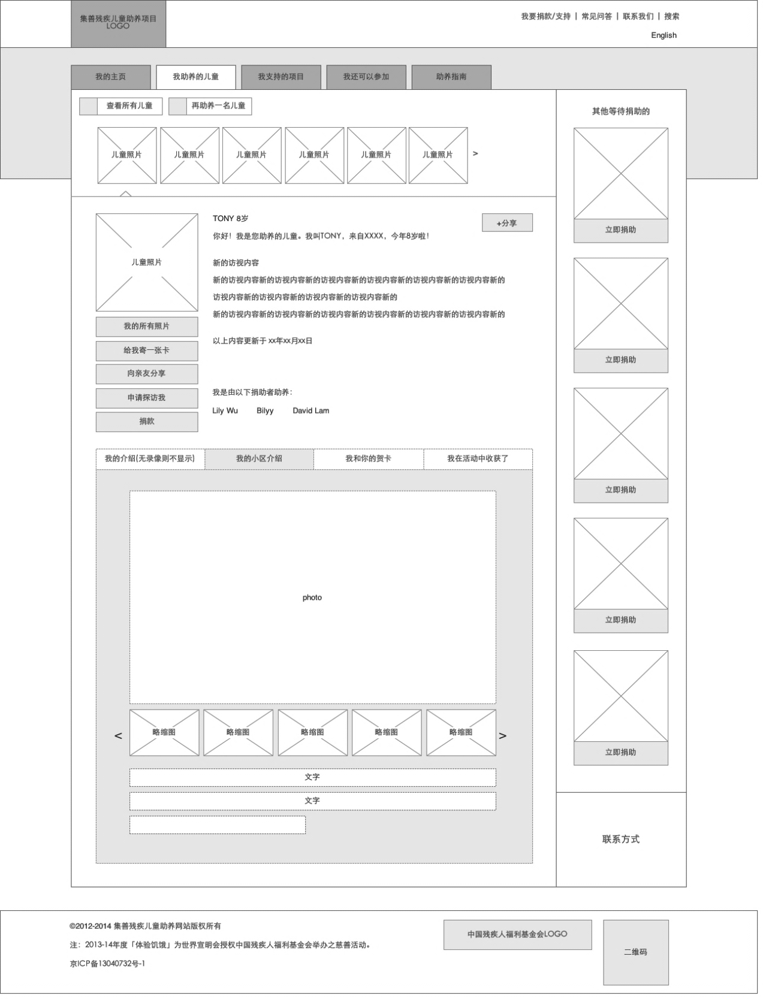 集善残疾儿童助养项目
LOGO
我要捐款/支持 | 常见问答 | 联系我们 | 搜索
English
我的主页
我助养的儿童
我支持的项目
我还可以参加
助养指南
查看所有儿童
再助养一名儿童
儿童照片
儿童照片
儿童照片
儿童照片
儿童照片
儿童照片
>
TONY 8岁
+分享
你好！我是您助养的儿童。我叫TONY，来自XXXX，今年8岁啦！
儿童照片
新的访视内容
新的访视内容新的访视内容新的访视内容新的访视内容新的访视内容新的访视内容新的
访视内容新的访视内容新的访视内容新的访视内容新的
新的访视内容新的访视内容新的访视内容新的访视内容新的访视内容新的访视内容新的
以上内容更新于 xx年xx月xx日
我的所有照片
给我寄一张卡
向亲友分享
申请探访我
捐款
我是由以下捐助者助养：
Lily Wu Bilyy David Lam
我的介绍(无录像则不显示)
我的小区介绍
我和你的贺卡
我在活动中收获了
photo
<
略缩图
略缩图
略缩图
略缩图
略缩图
>
文字
文字
其他等待捐助的
立即捐助
立即捐助
立即捐助
立即捐助
立即捐助
联系方式
©2012-2014 集善残疾儿童助养网站版权所有
注：2013-14年度「体验饥饿」为世界宣明会授权中国残疾人福利基金会举办之慈善活动。
京ICP备13040732号-1
中国残疾人福利基金会LOGO
二维码